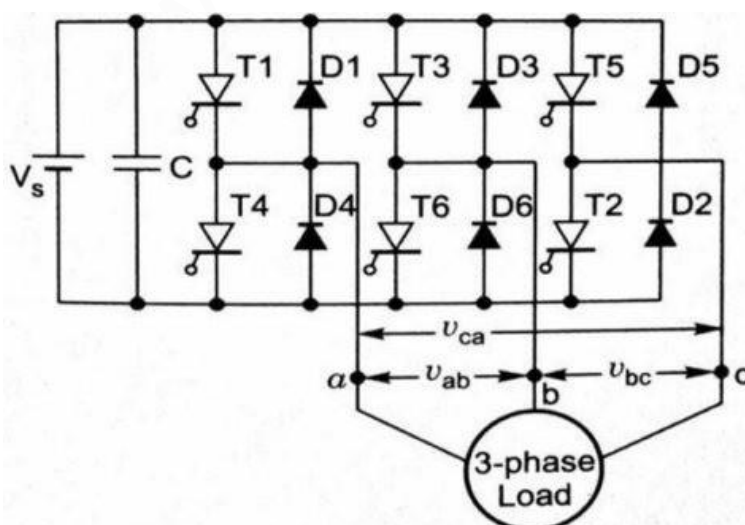 T1 D1 T3 D3 T5 D5
Vs C
T4 D4 T6 D6 T2 D2
vca
a vab b vbc c
3-phase
Load